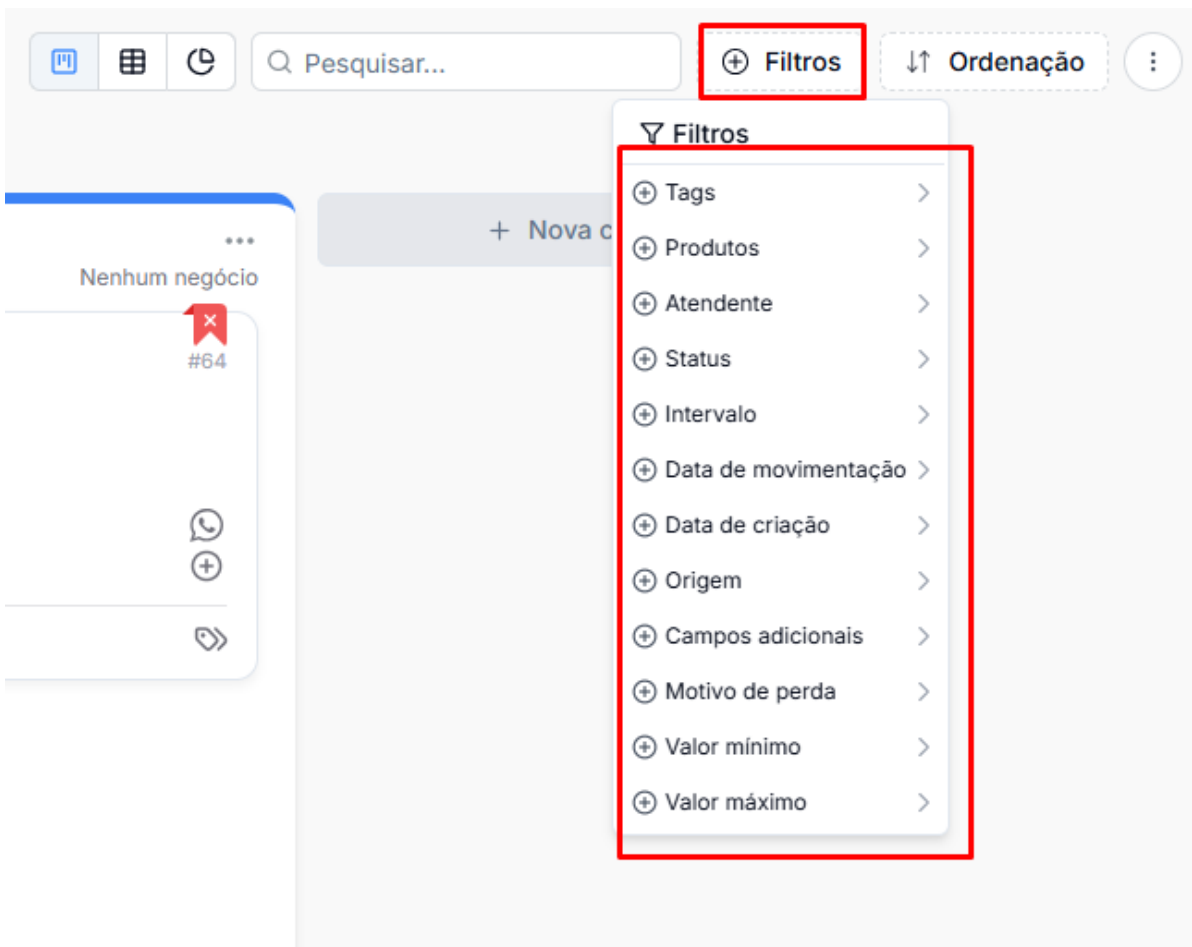 Pesquisar...
Filtros
Ordenação
Filtros
Tags
Produtos
Atendente
Status
Intervalo
Data de movimentação
Data de criação
Origem
Campos adicionais
Motivo de perda
Valor mínimo
Valor máximo
+ Nova
Nenhum negócio
#64